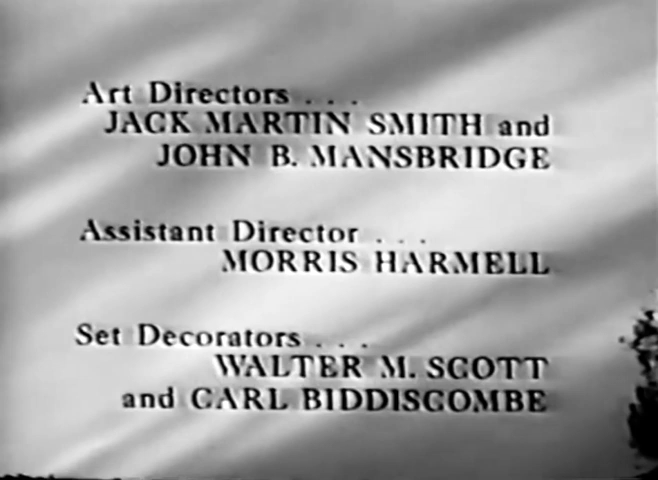 Art Directors . . .
JACK MARTIN SMITH and
JOHN B. MANSBRIDGE
Assistant Director . . .
MORRIS HARMELL
Set Decorators . . .
WALTER M. SCOTT
and CARL BIDDISCOMBE